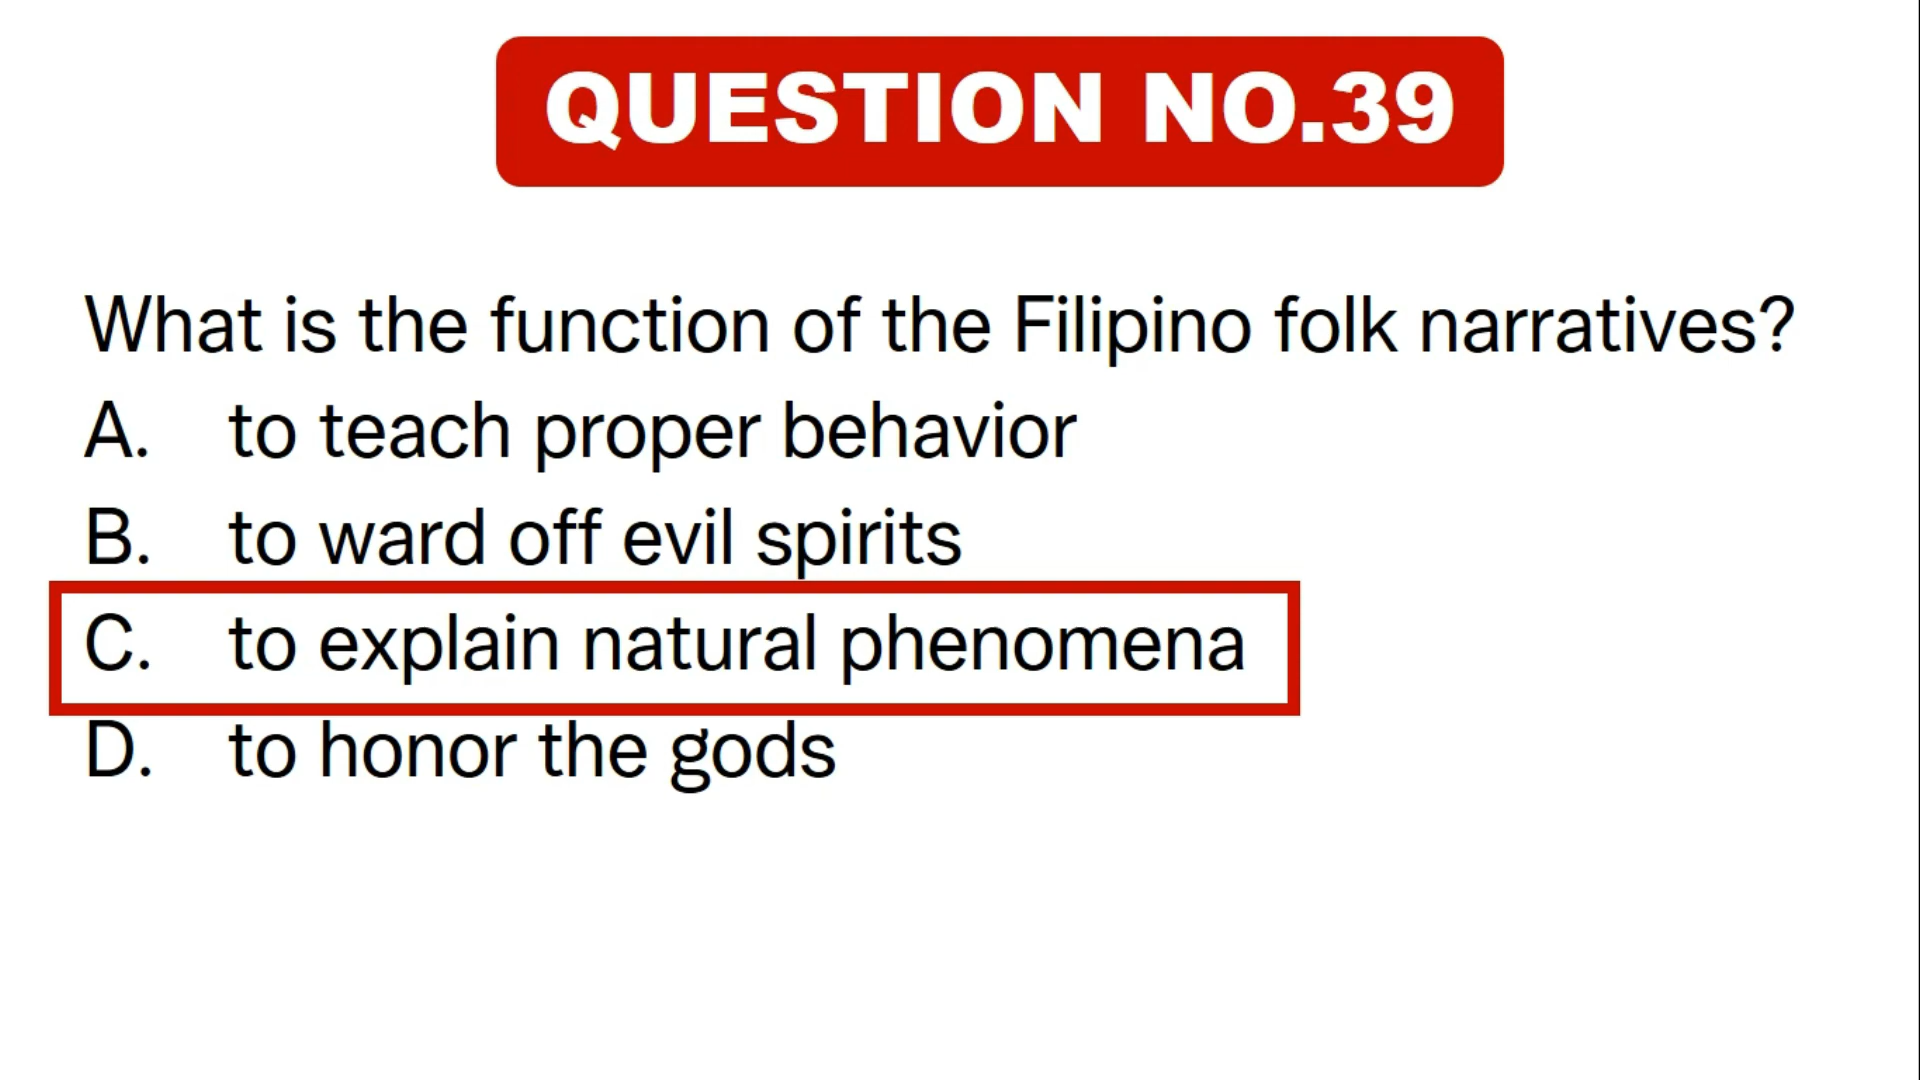 QUESTION NO.39
What is the function of the Filipino folk narratives?
A. to teach proper behavior
B. to ward off evil spirits
C. to explain natural phenomena
D. to honor the gods